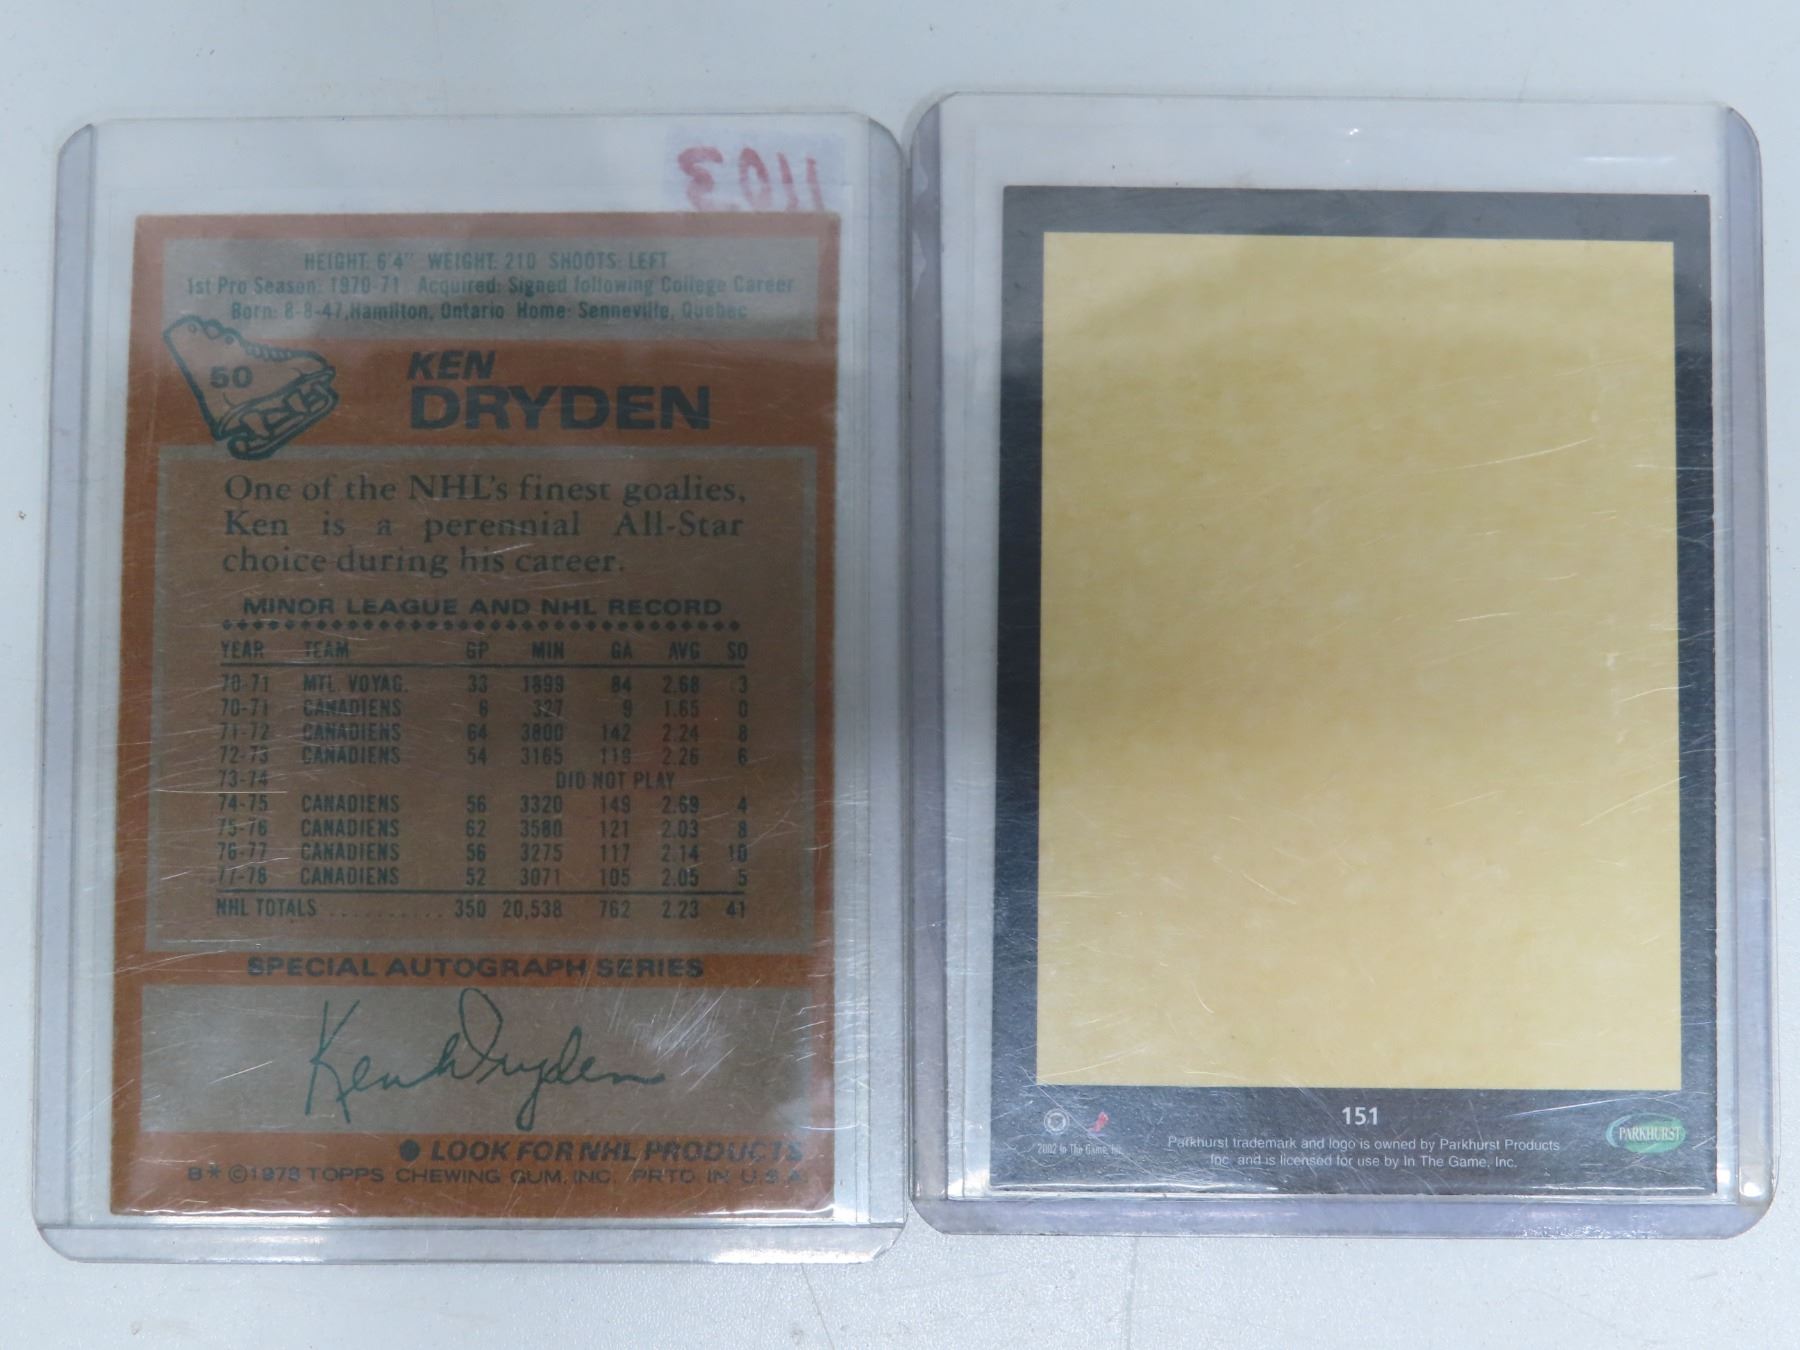 1103
HEIGHT: 6'4" WEIGHT: 210 SHOOTS: LEFT
1st Pro Season: 1970-71 Acquired: Signed following College Career
Born: 8-8-47, Hamilton, Ontario Home: Senneville, Quebec
50
KEN
DRYDEN
One of the NHL's finest goalies,
Ken is a perennial All-Star
choice during his career.
MINOR LEAGUE AND NHL RECORD
YEAR TEAM GP MIN GA AVG SO
70-71 MTL. VOYAG. 33 1899 84 2.68 3
70-71 CANADIENS 6 327 9 1.65 0
71-72 CANADIENS 64 3800 142 2.24 8
72-73 CANADIENS 54 3165 119 2.26 6
73-74 DID NOT PLAY
74-75 CANADIENS 56 3320 149 2.69 4
75-76 CANADIENS 62 3580 121 2.03 8
76-77 CANADIENS 56 3275 117 2.14 10
77-78 CANADIENS 52 3071 105 2.05 5
NHL TOTALS .......... 350 20,538 762 2.23 41
SPECIAL AUTOGRAPH SERIES
Ken Dryden
● LOOK FOR NHL PRODUCTS
B* © 1978 TOPPS CHEWING GUM, INC. PRTD IN U.S.A.
151
PARKHURST
2002 In The Game, Inc.
Parkhurst trademark and logo is owned by Parkhurst Products
Inc. and is licensed for use by In The Game, Inc.